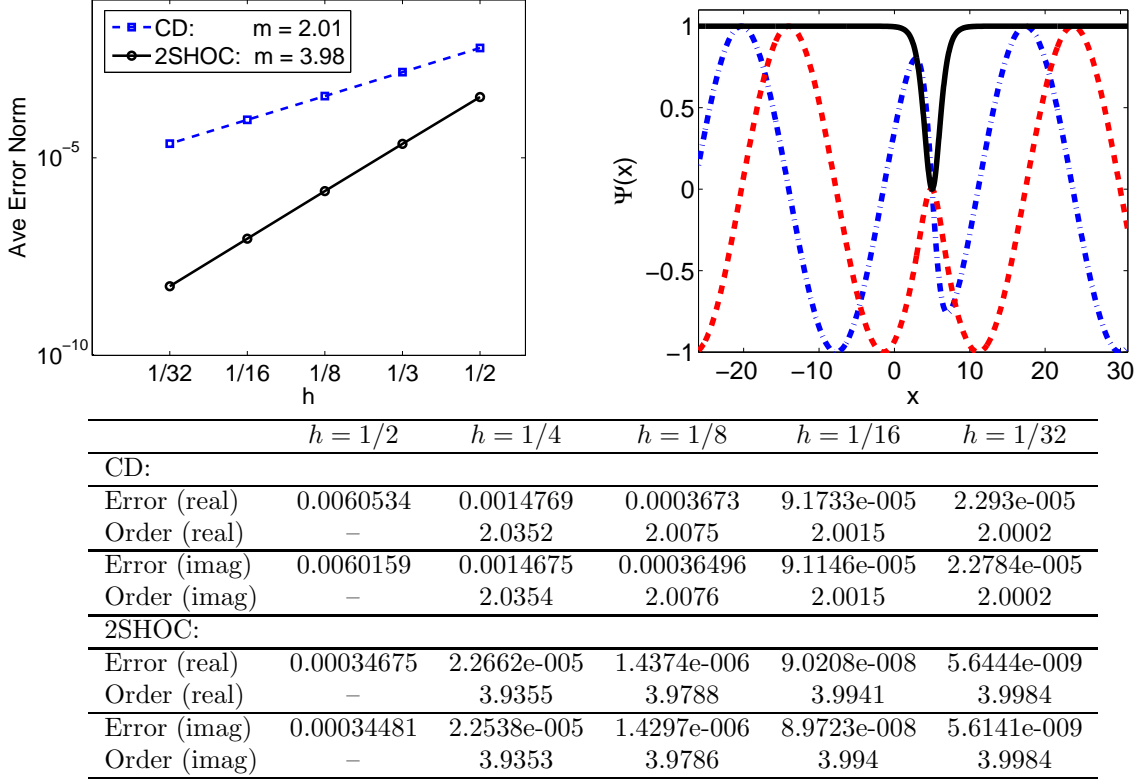 CD: m = 2.01
2SHOC: m = 3.98
Ave Error Norm
10^-5
10^-10
1/32 1/16 1/8 1/3 1/2
h
Ψ(x)
1
0.5
0
−0.5
−1
−20 −10 0 10 20 30
x
h = 1/2 h = 1/4 h = 1/8 h = 1/16 h = 1/32
CD:
Error (real) 0.0060534 0.0014769 0.0003673 9.1733e-005 2.293e-005
Order (real) – 2.0352 2.0075 2.0015 2.0002
Error (imag) 0.0060159 0.0014675 0.00036496 9.1146e-005 2.2784e-005
Order (imag) – 2.0354 2.0076 2.0015 2.0002
2SHOC:
Error (real) 0.00034675 2.2662e-005 1.4374e-006 9.0208e-008 5.6444e-009
Order (real) – 3.9355 3.9788 3.9941 3.9984
Error (imag) 0.00034481 2.2538e-005 1.4297e-006 8.9723e-008 5.6141e-009
Order (imag) – 3.9353 3.9786 3.994 3.9984